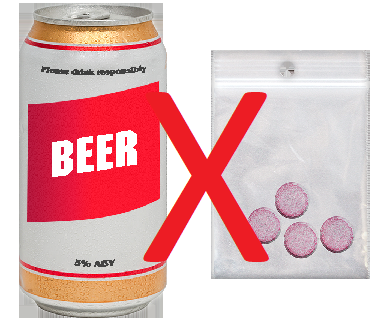 Please drink responsibly
BEER
5% ABV
X